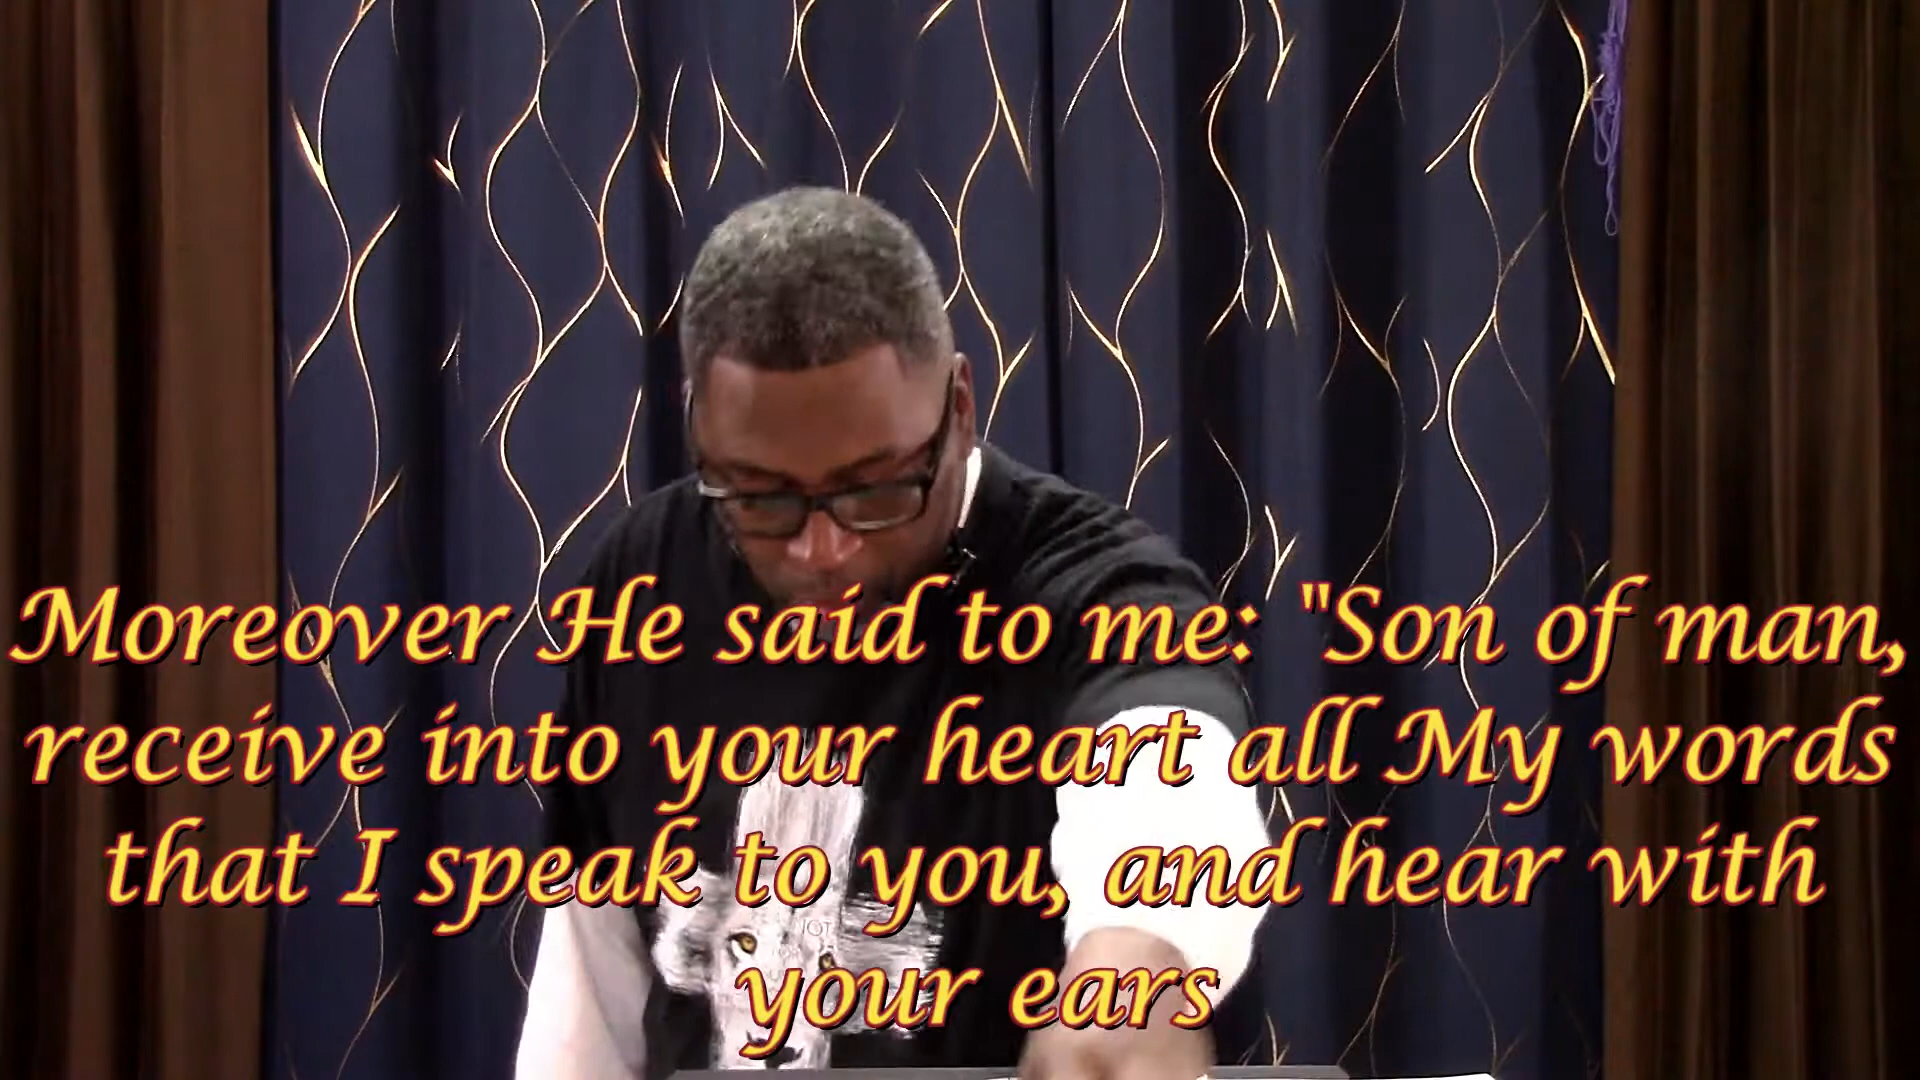 Moreover He said to me: "Son of man,
receive into your heart all My words
that I speak to you, and hear with
your ears